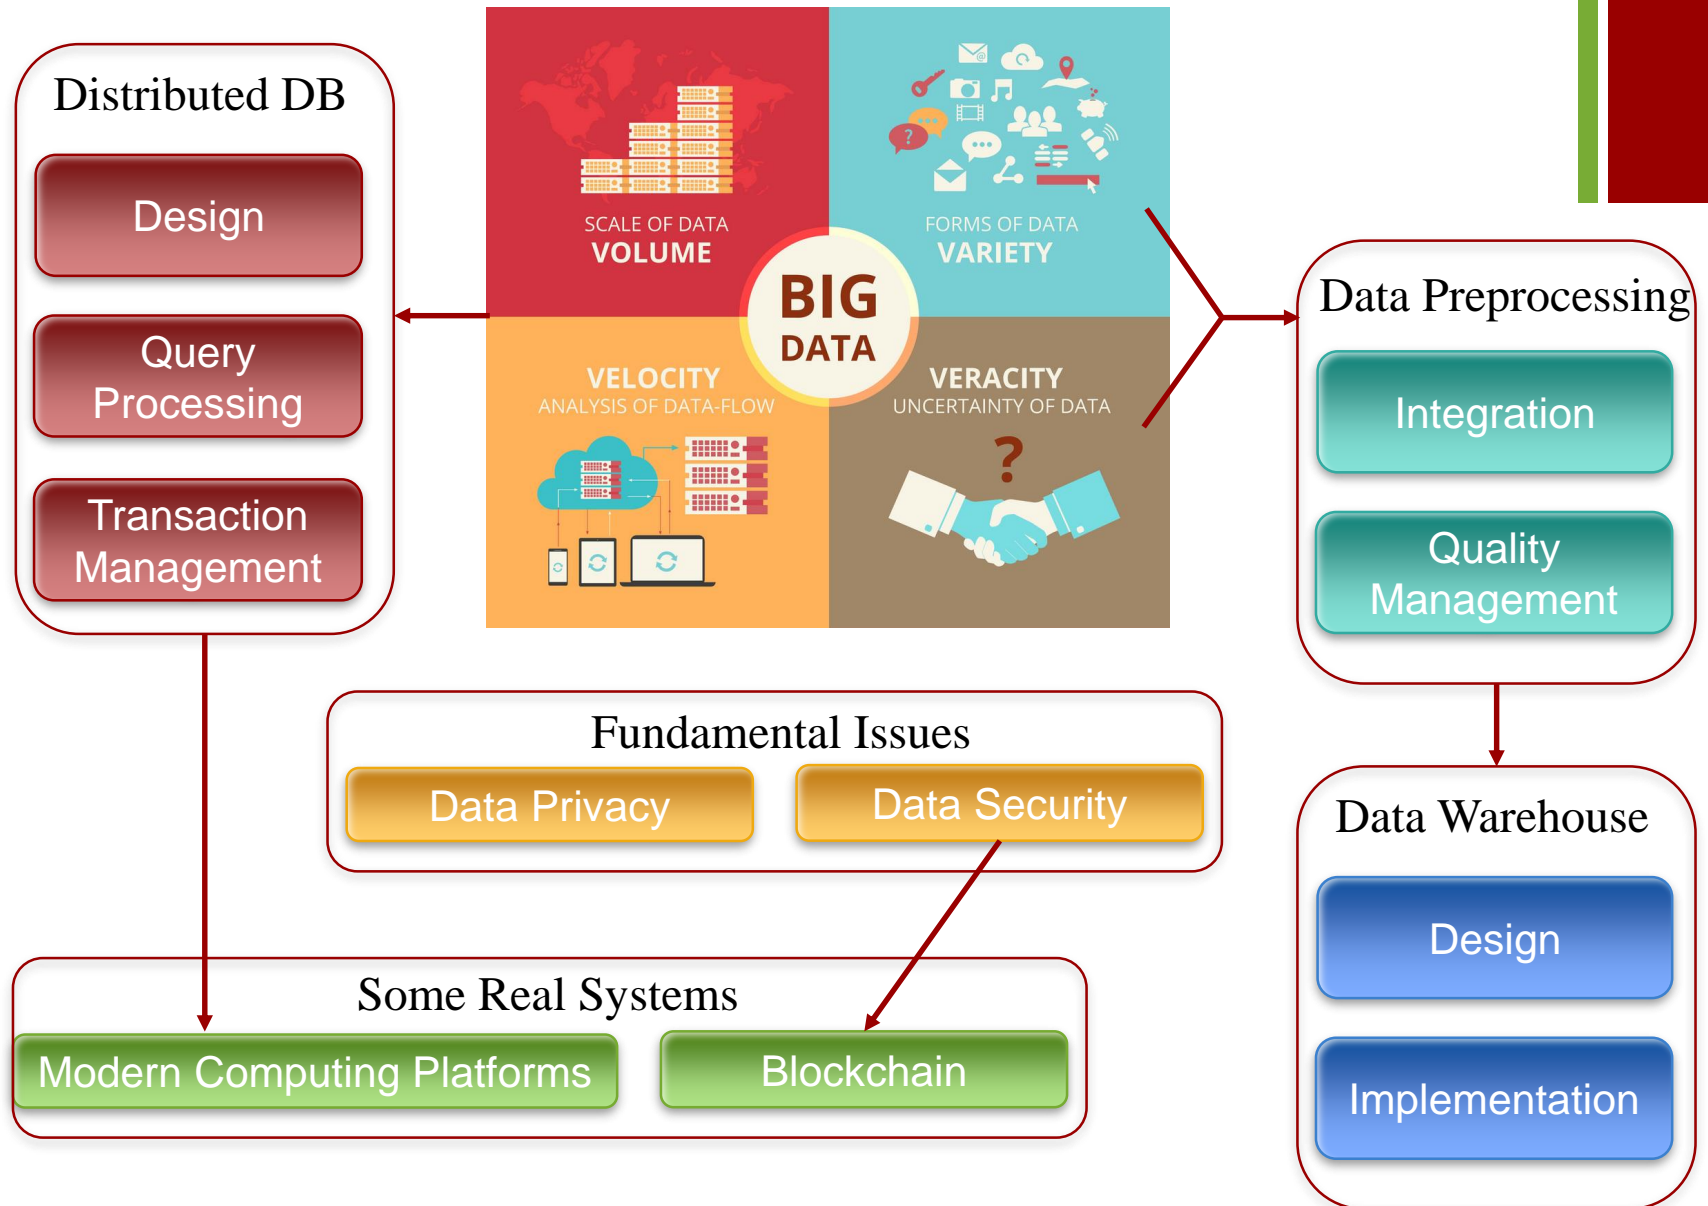 Distributed DB
Design
Query
Processing
Transaction
Management
SCALE OF DATA
VOLUME
FORMS OF DATA
VARIETY
BIG
DATA
VELOCITY
ANALYSIS OF DATA-FLOW
VERACITY
UNCERTAINTY OF DATA
?
?
@
Data Preprocessing
Integration
Quality
Management
Fundamental Issues
Data Privacy
Data Security
Data Warehouse
Design
Implementation
Some Real Systems
Modern Computing Platforms
Blockchain